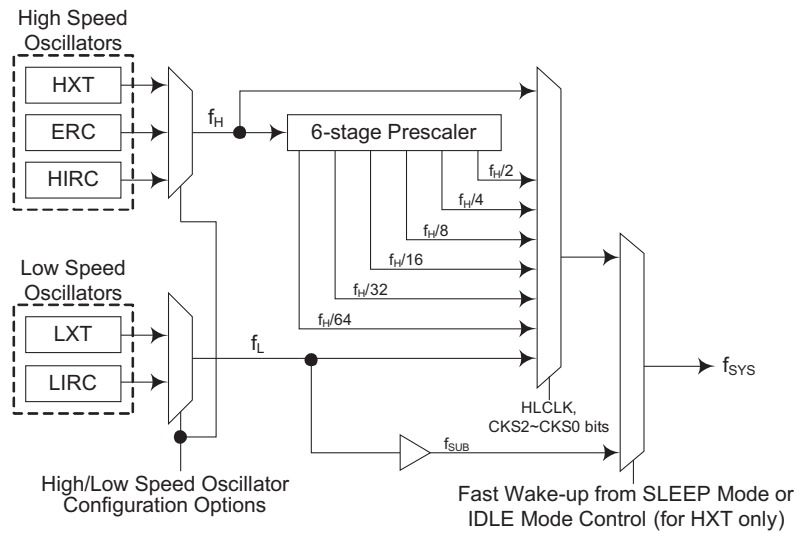 High Speed
Oscillators
HXT
ERC
HIRC
fH
6-stage Prescaler
fH/2
fH/4
fH/8
fH/16
fH/32
fH/64
Low Speed
Oscillators
LXT
LIRC
fL
HLCLK,
CKS2~CKS0 bits
fSUB
fSYS
High/Low Speed Oscillator
Configuration Options
Fast Wake-up from SLEEP Mode or
IDLE Mode Control (for HXT only)